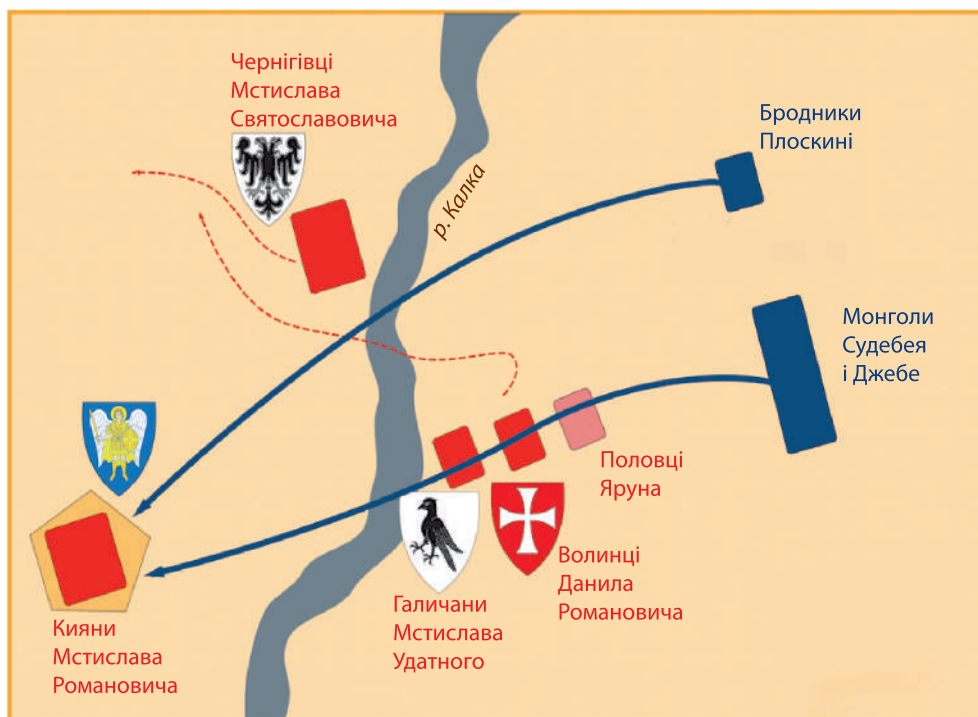 Чернігівці
Мстислава
Святославовича
р. Калка
Бродники
Плоскині
Монголи
Судебея
і Джебе
Половці
Яруна
Волинці
Данила
Романовича
Галичани
Мстислава
Удатного
Кияни
Мстислава
Романовича